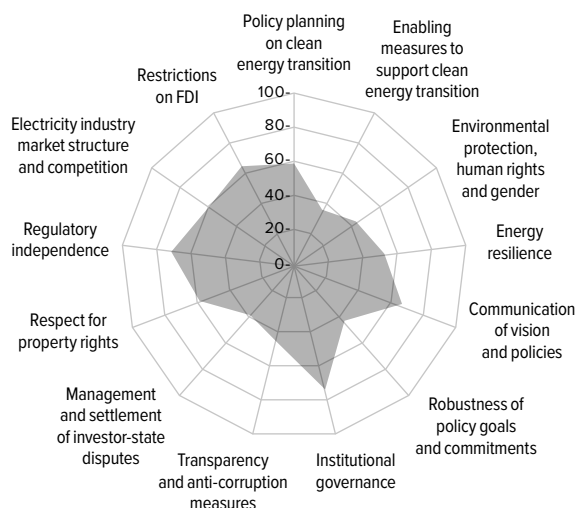 Policy planning
on clean
energy transition
Enabling
measures to
support clean
energy transition
Environmental
protection,
human rights
and gender
Energy
resilience
Communication
of vision
and policies
Robustness of
policy goals
and commitments
Institutional
governance
Transparency
and anti-corruption
measures
Management
and settlement
of investor-state
disputes
Respect for
property rights
Regulatory
independence
Electricity industry
market structure
and competition
Restrictions
on FDI
100-
80-
60-
40-
20-
0-